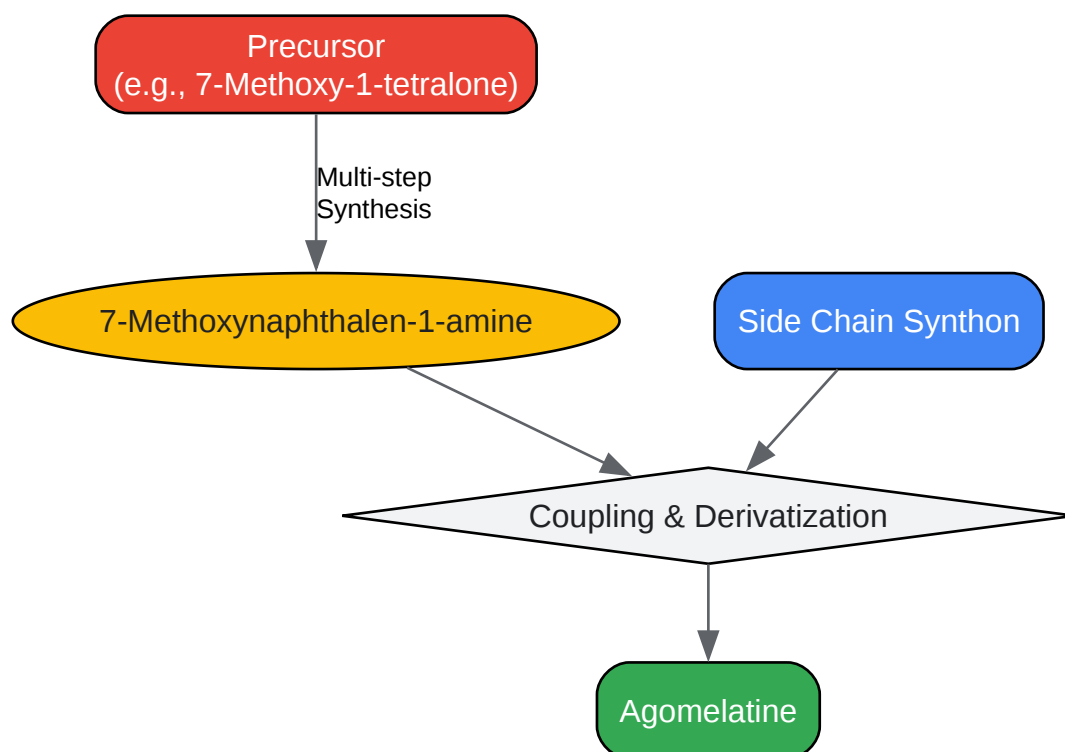 Precursor
(e.g., 7-Methoxy-1-tetralone)
Multi-step
Synthesis
7-Methoxynaphthalen-1-amine
Side Chain Synthon
Coupling & Derivatization
Agomelatine